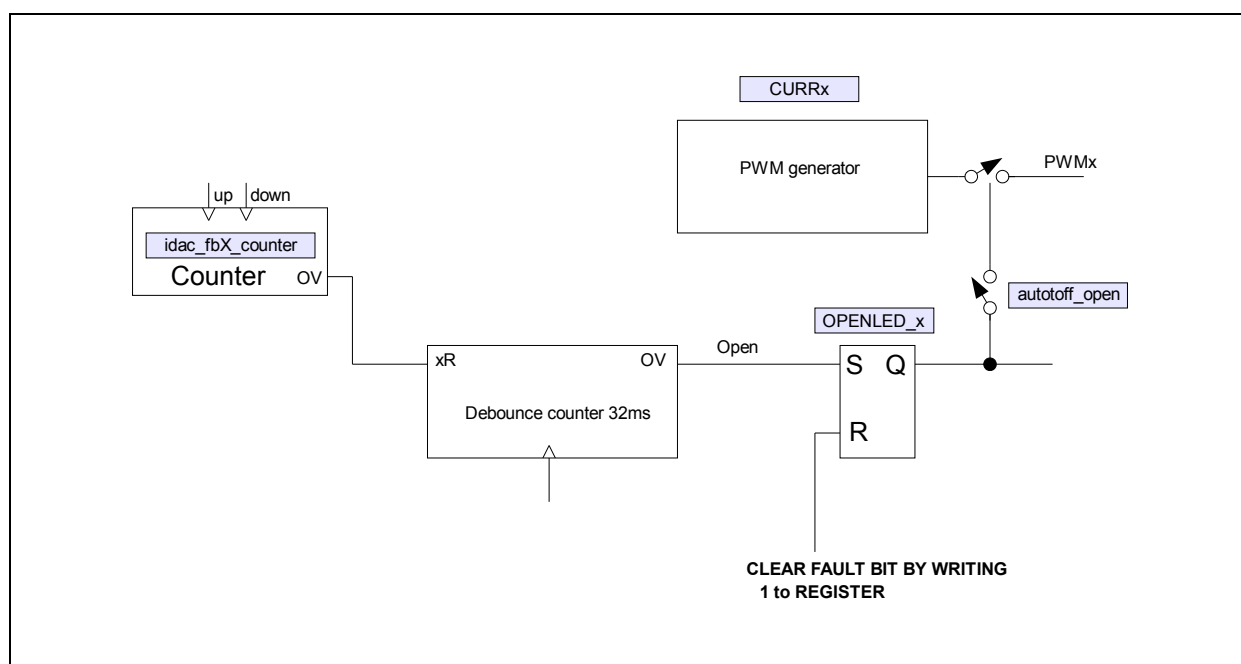 CURRx
PWM generator
PWMx
up
down
idac_fbX_counter
Counter
OV
autotoff_open
OPENLED_x
xR
OV
Open
S Q
Debounce counter 32ms
R
CLEAR FAULT BIT BY WRITING
1 to REGISTER